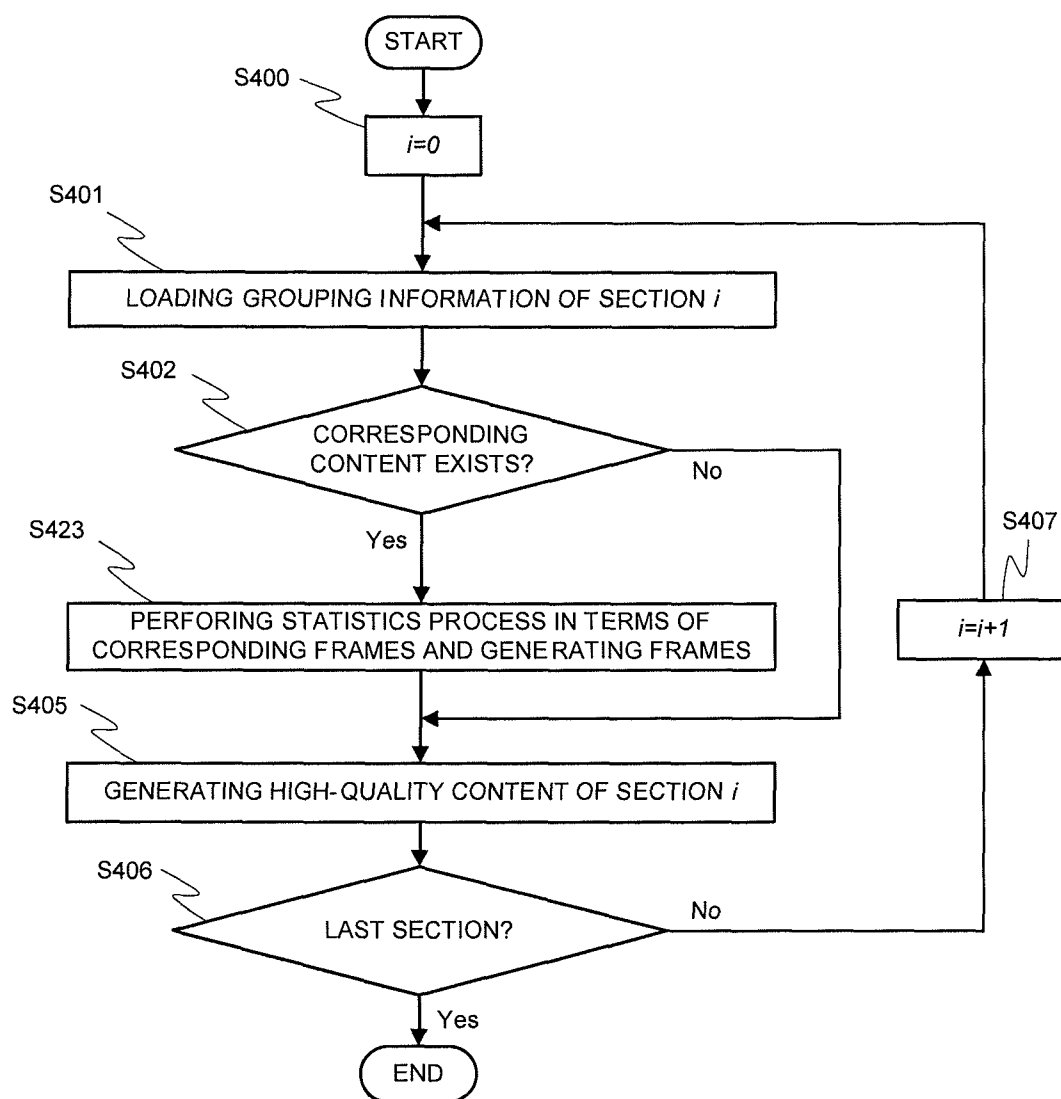 START
S400
i=0
S401
LOADING GROUPING INFORMATION OF SECTION i
S402
CORRESPONDING
CONTENT EXISTS?
No
Yes
S423
PERFORING STATISTICS PROCESS IN TERMS OF
CORRESPONDING FRAMES AND GENERATING FRAMES
S407
i=i+1
S405
GENERATING HIGH-QUALITY CONTENT OF SECTION i
S406
LAST SECTION?
No
Yes
END